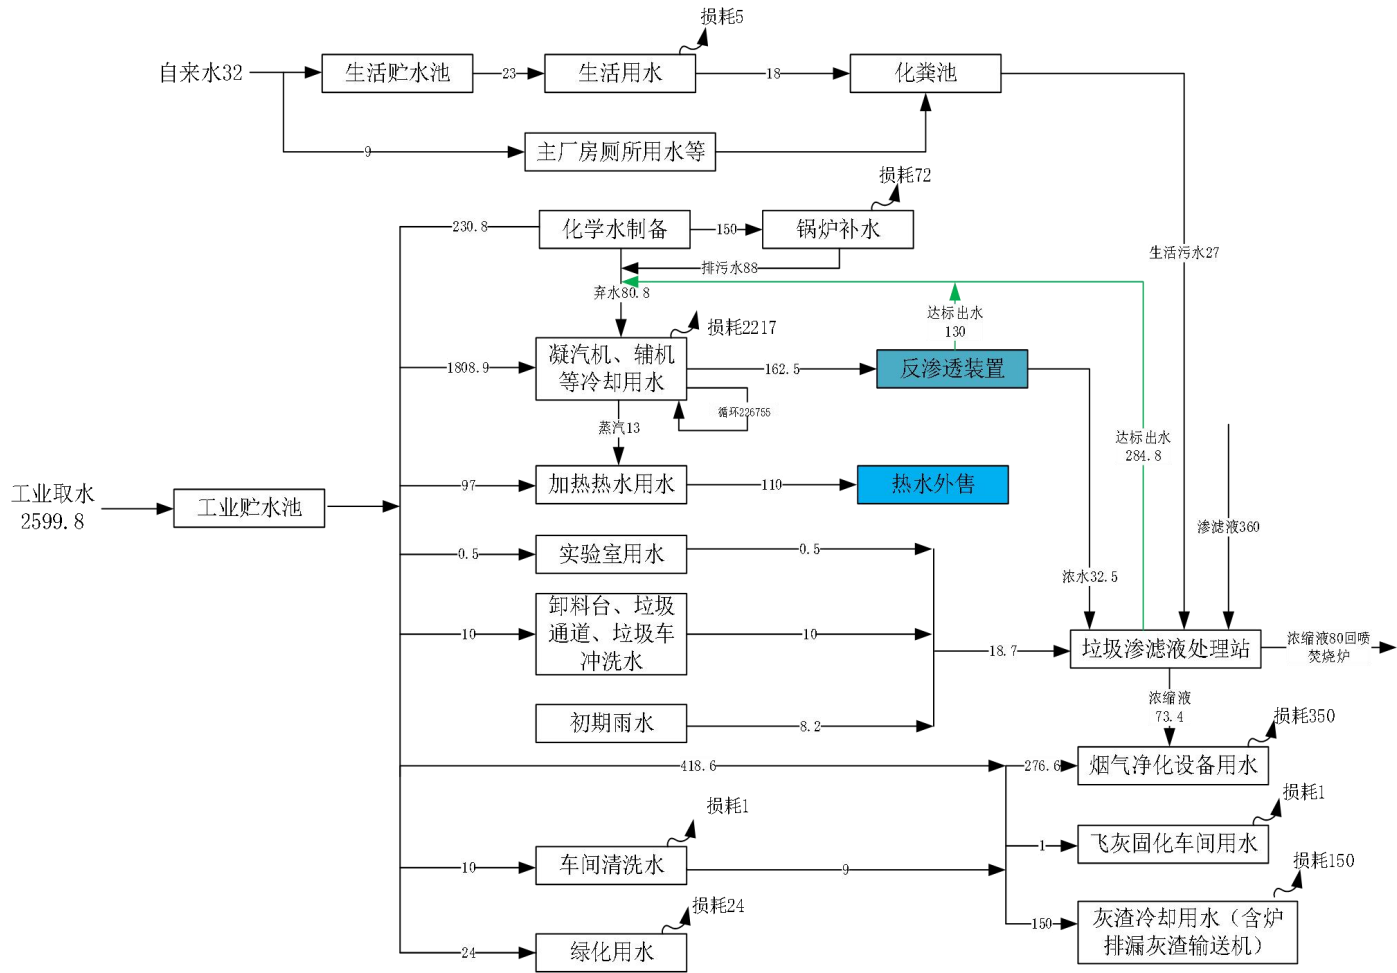 损耗5
自来水32
生活贮水池
23
生活用水
18
化粪池
9
主厂房厕所用水等
损耗72
230.8
化学水制备
150
锅炉补水
生活污水27
排污水88
弃水80.8
达标出水
130
损耗2217
1808.9
凝汽机、辅机
等冷却用水
162.5
反渗透装置
循环226755
蒸汽13
达标出水
284.8
工业取水
2599.8
工业贮水池
97
加热热水用水
110
热水外售
渗滤液360
0.5
实验室用水
0.5
浓水32.5
10
卸料台、垃圾
通道、垃圾车
冲洗水
10
18.7
垃圾渗滤液处理站
浓缩液80回喷
焚烧炉
初期雨水
8.2
浓缩液
73.4
损耗350
418.6
276.6
烟气净化设备用水
损耗1
损耗1
10
车间清洗水
9
1
飞灰固化车间用水
损耗150
损耗24
24
绿化用水
150
灰渣冷却用水（含炉
排漏灰渣输送机）